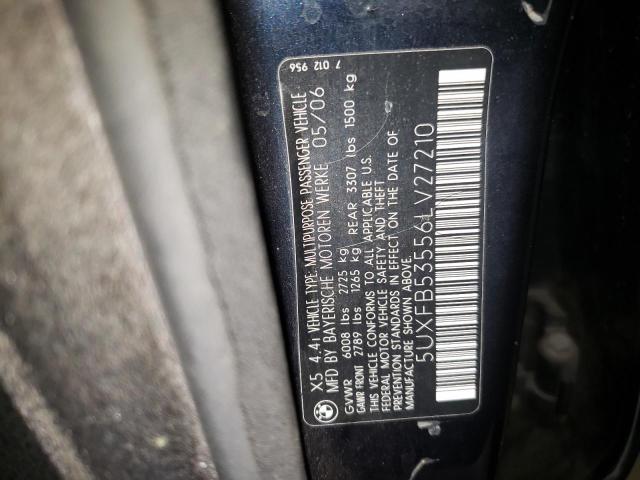 X5 4.4i VEHICLE TYPE: MULTIPURPOSE PASSENGER VEHICLE 7 012 956
MFD BY BAYERISCHE MOTOREN WERKE 05/06
GVWR 6008 lbs 2725 kg
GAWR FRONT 2789 lbs 1265 kg REAR 3307 lbs 1500 kg
THIS VEHICLE CONFORMS TO ALL APPLICABLE U.S.
FEDERAL MOTOR VEHICLE SAFETY AND THEFT
PREVENTION STANDARDS IN EFFECT ON THE DATE OF
MANUFACTURE SHOWN ABOVE.
5UXFB53556LV27210
P
BMW